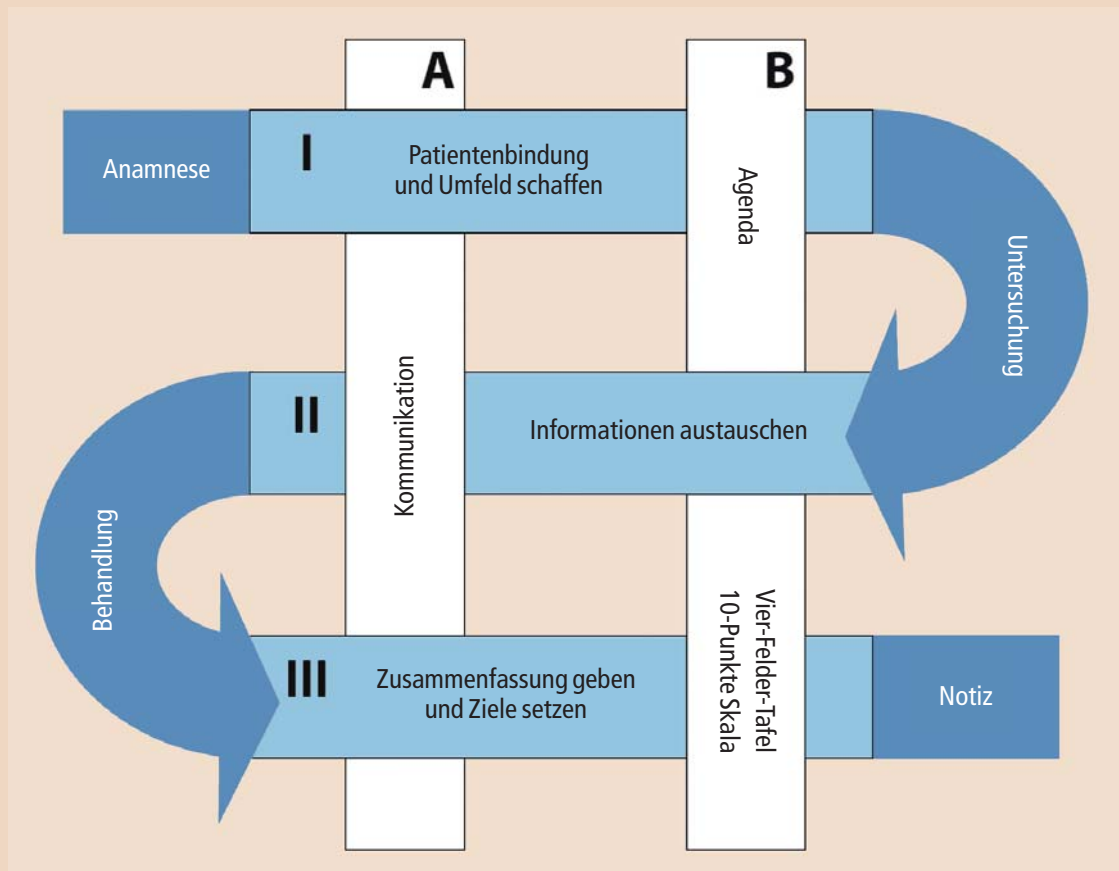 A
B
Anamnese
I
Patientenbindung
und Umfeld schaffen
Agenda
Untersuchung
II
Kommunikation
Informationen austauschen
Behandlung
III
Zusammenfassung geben
und Ziele setzen
Vier-Felder-Tafel
10-Punkte Skala
Notiz